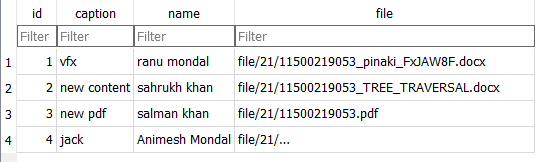 id caption name file
Filter Filter Filter Filter
1 1 vfx ranu mondal file/21/11500219053_pinaki_FxJAW8F.docx
2 2 new content sahrukh khan file/21/11500219053_TREE_TRAVERSAL.docx
3 3 new pdf salman khan file/21/11500219053.pdf
4 4 jack Animesh Mondal file/21/...